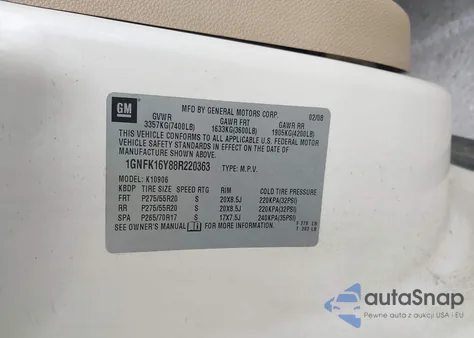 GM
MFD BY GENERAL MOTORS CORP. 02/08
GVWR GAWR FRT GAWR RR
3357KG(7400LB) 1633KG(3600LB) 1905KG(4200LB)
THIS VEHICLE CONFORMS TO ALL APPLICABLE U.S. FEDERAL MOTOR
VEHICLE SAFETY STANDARDS IN EFFECT ON THE DATE OF
MANUFACTURE SHOWN ABOVE.
1GNFK16Y88R220363 TYPE: M.P.V.
MODEL: K10906
KBDP TIRE SIZE SPEED RTG RIM COLD TIRE PRESSURE
FRT P275/55R20 S 20X8.5J 220KPA(32PSI)
RR P275/55R20 S 20X8.5J 220KPA(32PSI)
SPA P265/70R17 S 17X7.5J 240KPA(35PSI)
SEE OWNER'S MANUAL FOR MORE INFORMATION.
autoSnap
Pewne auta z aukcji USA i EU